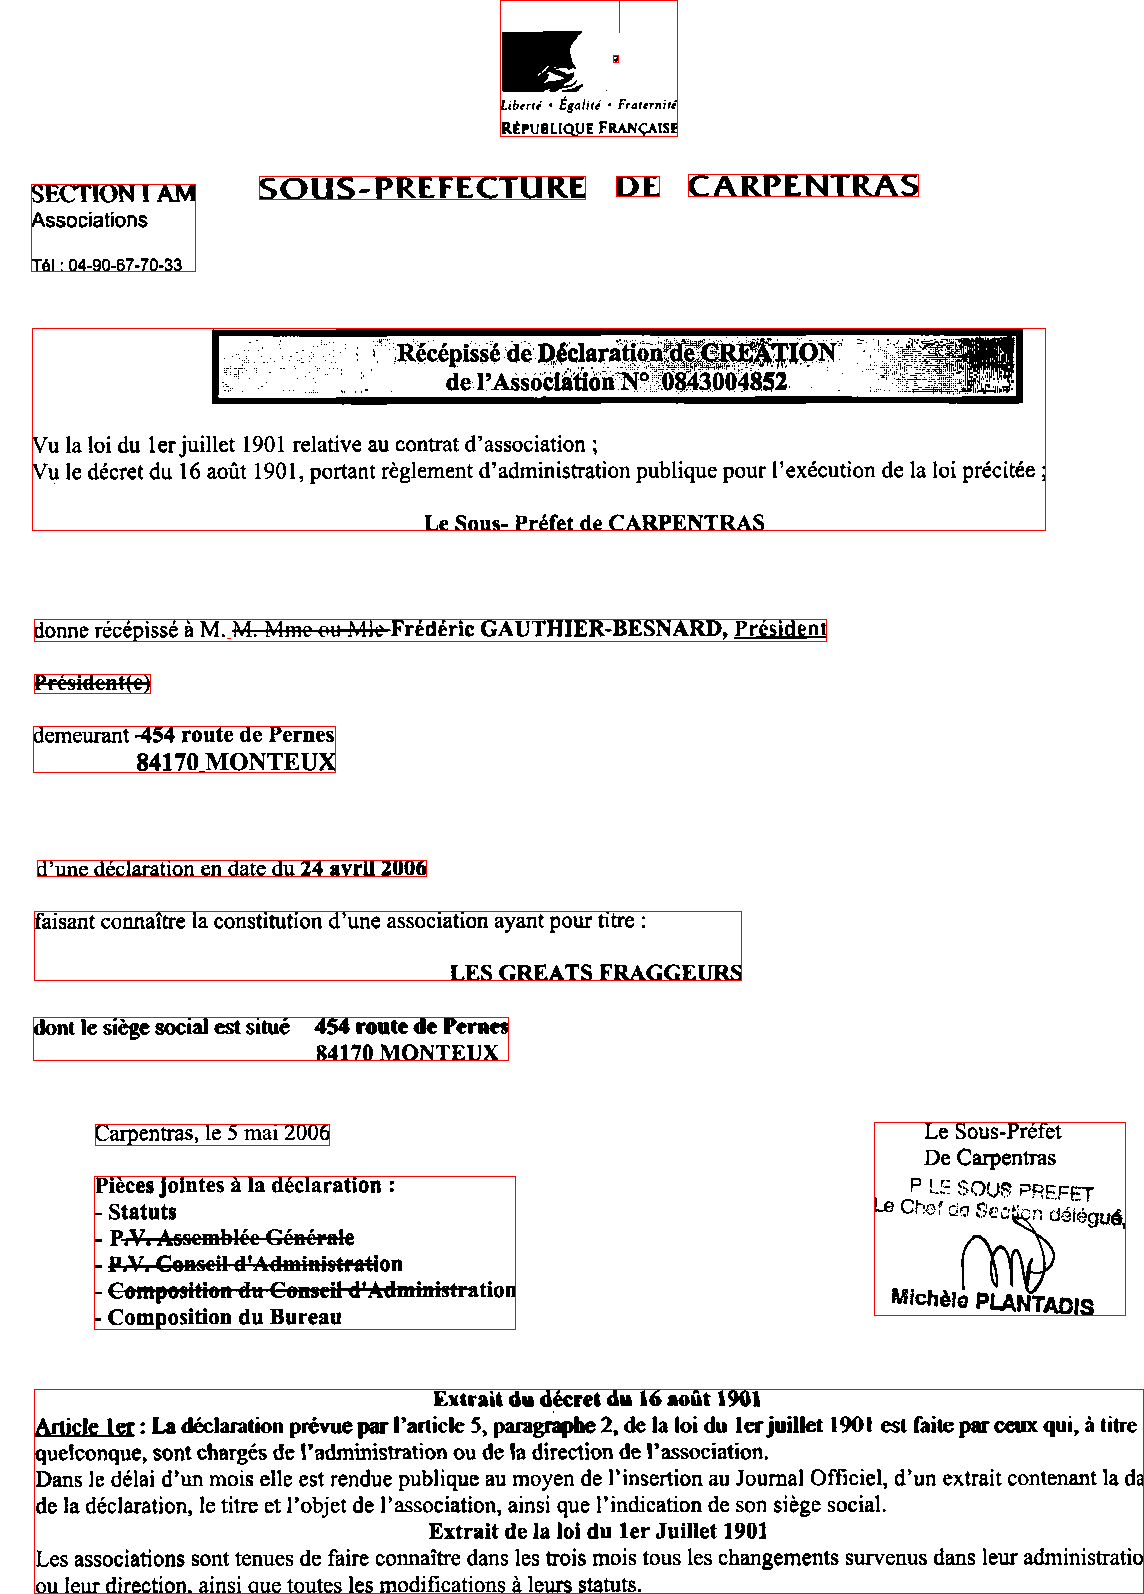 Liberté • Égalité • Fraternité
RÉPUBLIQUE FRANÇAISE
SECTION I AM
SOUS-PREFECTURE DE CARPENTRAS
Associations
Tél : 04-90-67-70-33
Récépissé de Déclaration de CREATION
de l'Association N° 0843004852
Vu la loi du 1er juillet 1901 relative au contrat d'association ;
Vu le décret du 16 août 1901, portant règlement d'administration publique pour l'exécution de la loi précitée ;
Le Sous- Préfet de CARPENTRAS
donne récépissé à M. M. Mme ou Mle Frédéric GAUTHIER-BESNARD, Président
Président(e)
demeurant 454 route de Pernes
84170 MONTEUX
d'une déclaration en date du 24 avril 2006
faisant connaître la constitution d'une association ayant pour titre :
LES GREATS FRAGGEURS
dont le siège social est situé 454 route de Pernes
84170 MONTEUX
Carpentras, le 5 mai 2006
Le Sous-Préfet
De Carpentras
P LE SOUS PREFET
Le Chef de Section délégué,
Michèle PLANTADIS
Pièces jointes à la déclaration :
- Statuts
- P.V. Assemblée Générale
- P.V. Conseil d'Administration
- Composition du Conseil d'Administration
- Composition du Bureau
Extrait du décret du 16 août 1901
Article 1er : La déclaration prévue par l'article 5, paragraphe 2, de la loi du 1er juillet 1901 est faite par ceux qui, à titre
quelconque, sont chargés de l'administration ou de la direction de l'association.
Dans le délai d'un mois elle est rendue publique au moyen de l'insertion au Journal Officiel, d'un extrait contenant la da
de la déclaration, le titre et l'objet de l'association, ainsi que l'indication de son siège social.
Extrait de la loi du 1er Juillet 1901
Les associations sont tenues de faire connaître dans les trois mois tous les changements survenus dans leur administratio
ou leur direction, ainsi que toutes les modifications à leurs statuts.